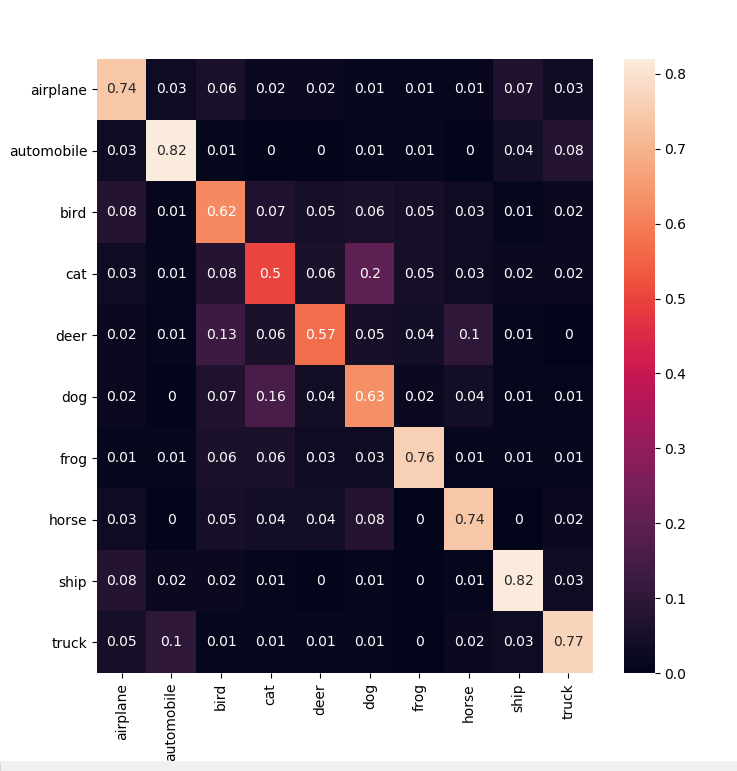 airplane 0.74 0.03 0.06 0.02 0.02 0.01 0.01 0.01 0.07 0.03
automobile 0.03 0.82 0.01 0 0 0.01 0.01 0 0.04 0.08
bird 0.08 0.01 0.62 0.07 0.05 0.06 0.05 0.03 0.01 0.02
cat 0.03 0.01 0.08 0.5 0.06 0.2 0.05 0.03 0.02 0.02
deer 0.02 0.01 0.13 0.06 0.57 0.05 0.04 0.1 0.01 0
dog 0.02 0 0.07 0.16 0.04 0.63 0.02 0.04 0.01 0.01
frog 0.01 0.01 0.06 0.06 0.03 0.03 0.76 0.01 0.01 0.01
horse 0.03 0 0.05 0.04 0.04 0.08 0 0.74 0 0.02
ship 0.08 0.02 0.02 0.01 0 0.01 0 0.01 0.82 0.03
truck 0.05 0.1 0.01 0.01 0.01 0.01 0 0.02 0.03 0.77
airplane automobile bird cat deer dog frog horse ship truck
0.8
0.7
0.6
0.5
0.4
0.3
0.2
0.1
0.0